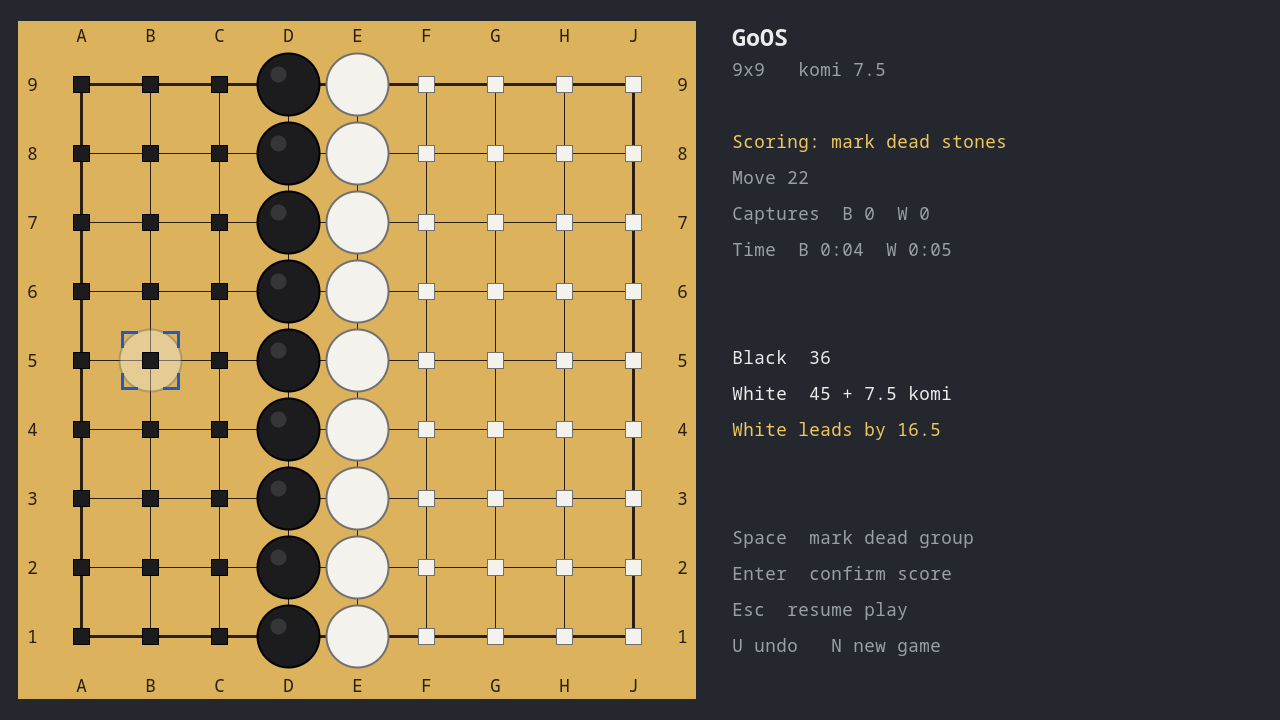 A B C D E F G H J
9 9
8 8
7 7
6 6
5 5
4 4
3 3
2 2
1 1
A B C D E F G H J
GoOS
9x9 komi 7.5
Scoring: mark dead stones
Move 22
Captures B 0 W 0
Time B 0:04 W 0:05
Black 36
White 45 + 7.5 komi
White leads by 16.5
Space mark dead group
Enter confirm score
Esc resume play
U undo N new game